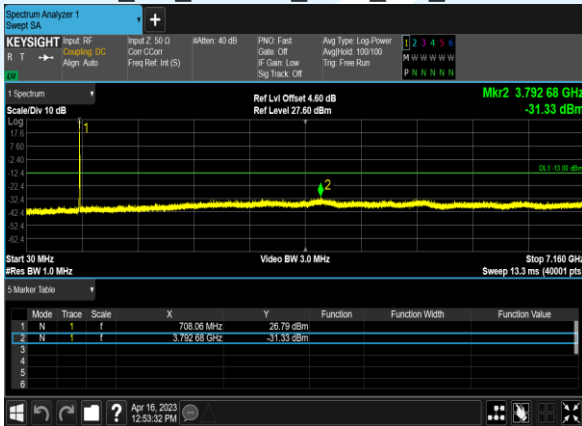 Spectrum Analyzer 1
Swept SA
KEYSIGHT Input: RF Input Z: 50 Ω #Atten: 40 dB PNO: Fast Avg Type: Log-Power 1 2 3 4 5 6
R T Coupling: DC Corr CCorr Gate: Off Avg|Hold: 100/100 M W W W W W
Align: Auto Freq Ref: Int (S) IF Gain: Low Trig: Free Run
Sig Track: Off P N N N N N
1 Spectrum Ref Lvl Offset 4.60 dB Mkr2 3.792 68 GHz
Scale/Div 10 dB Ref Level 27.60 dBm -31.33 dBm
Log
1
17.6
7.60
-2.40
DL1 -13.00 dBm
-12.4
-22.4
2
-32.4
-42.4
-52.4
-62.4
Start 30 MHz Video BW 3.0 MHz Stop 7.160 GHz
#Res BW 1.0 MHz Sweep 13.3 ms (40001 pts
5 Marker Table
Mode Trace Scale X Y Function Function Width Function Value
1 N 1 f 708.06 MHz 26.79 dBm
2 N 1 f 3.792 68 GHz -31.33 dBm
3
4
5
6
? Apr 16, 2023
12:53:32 PM